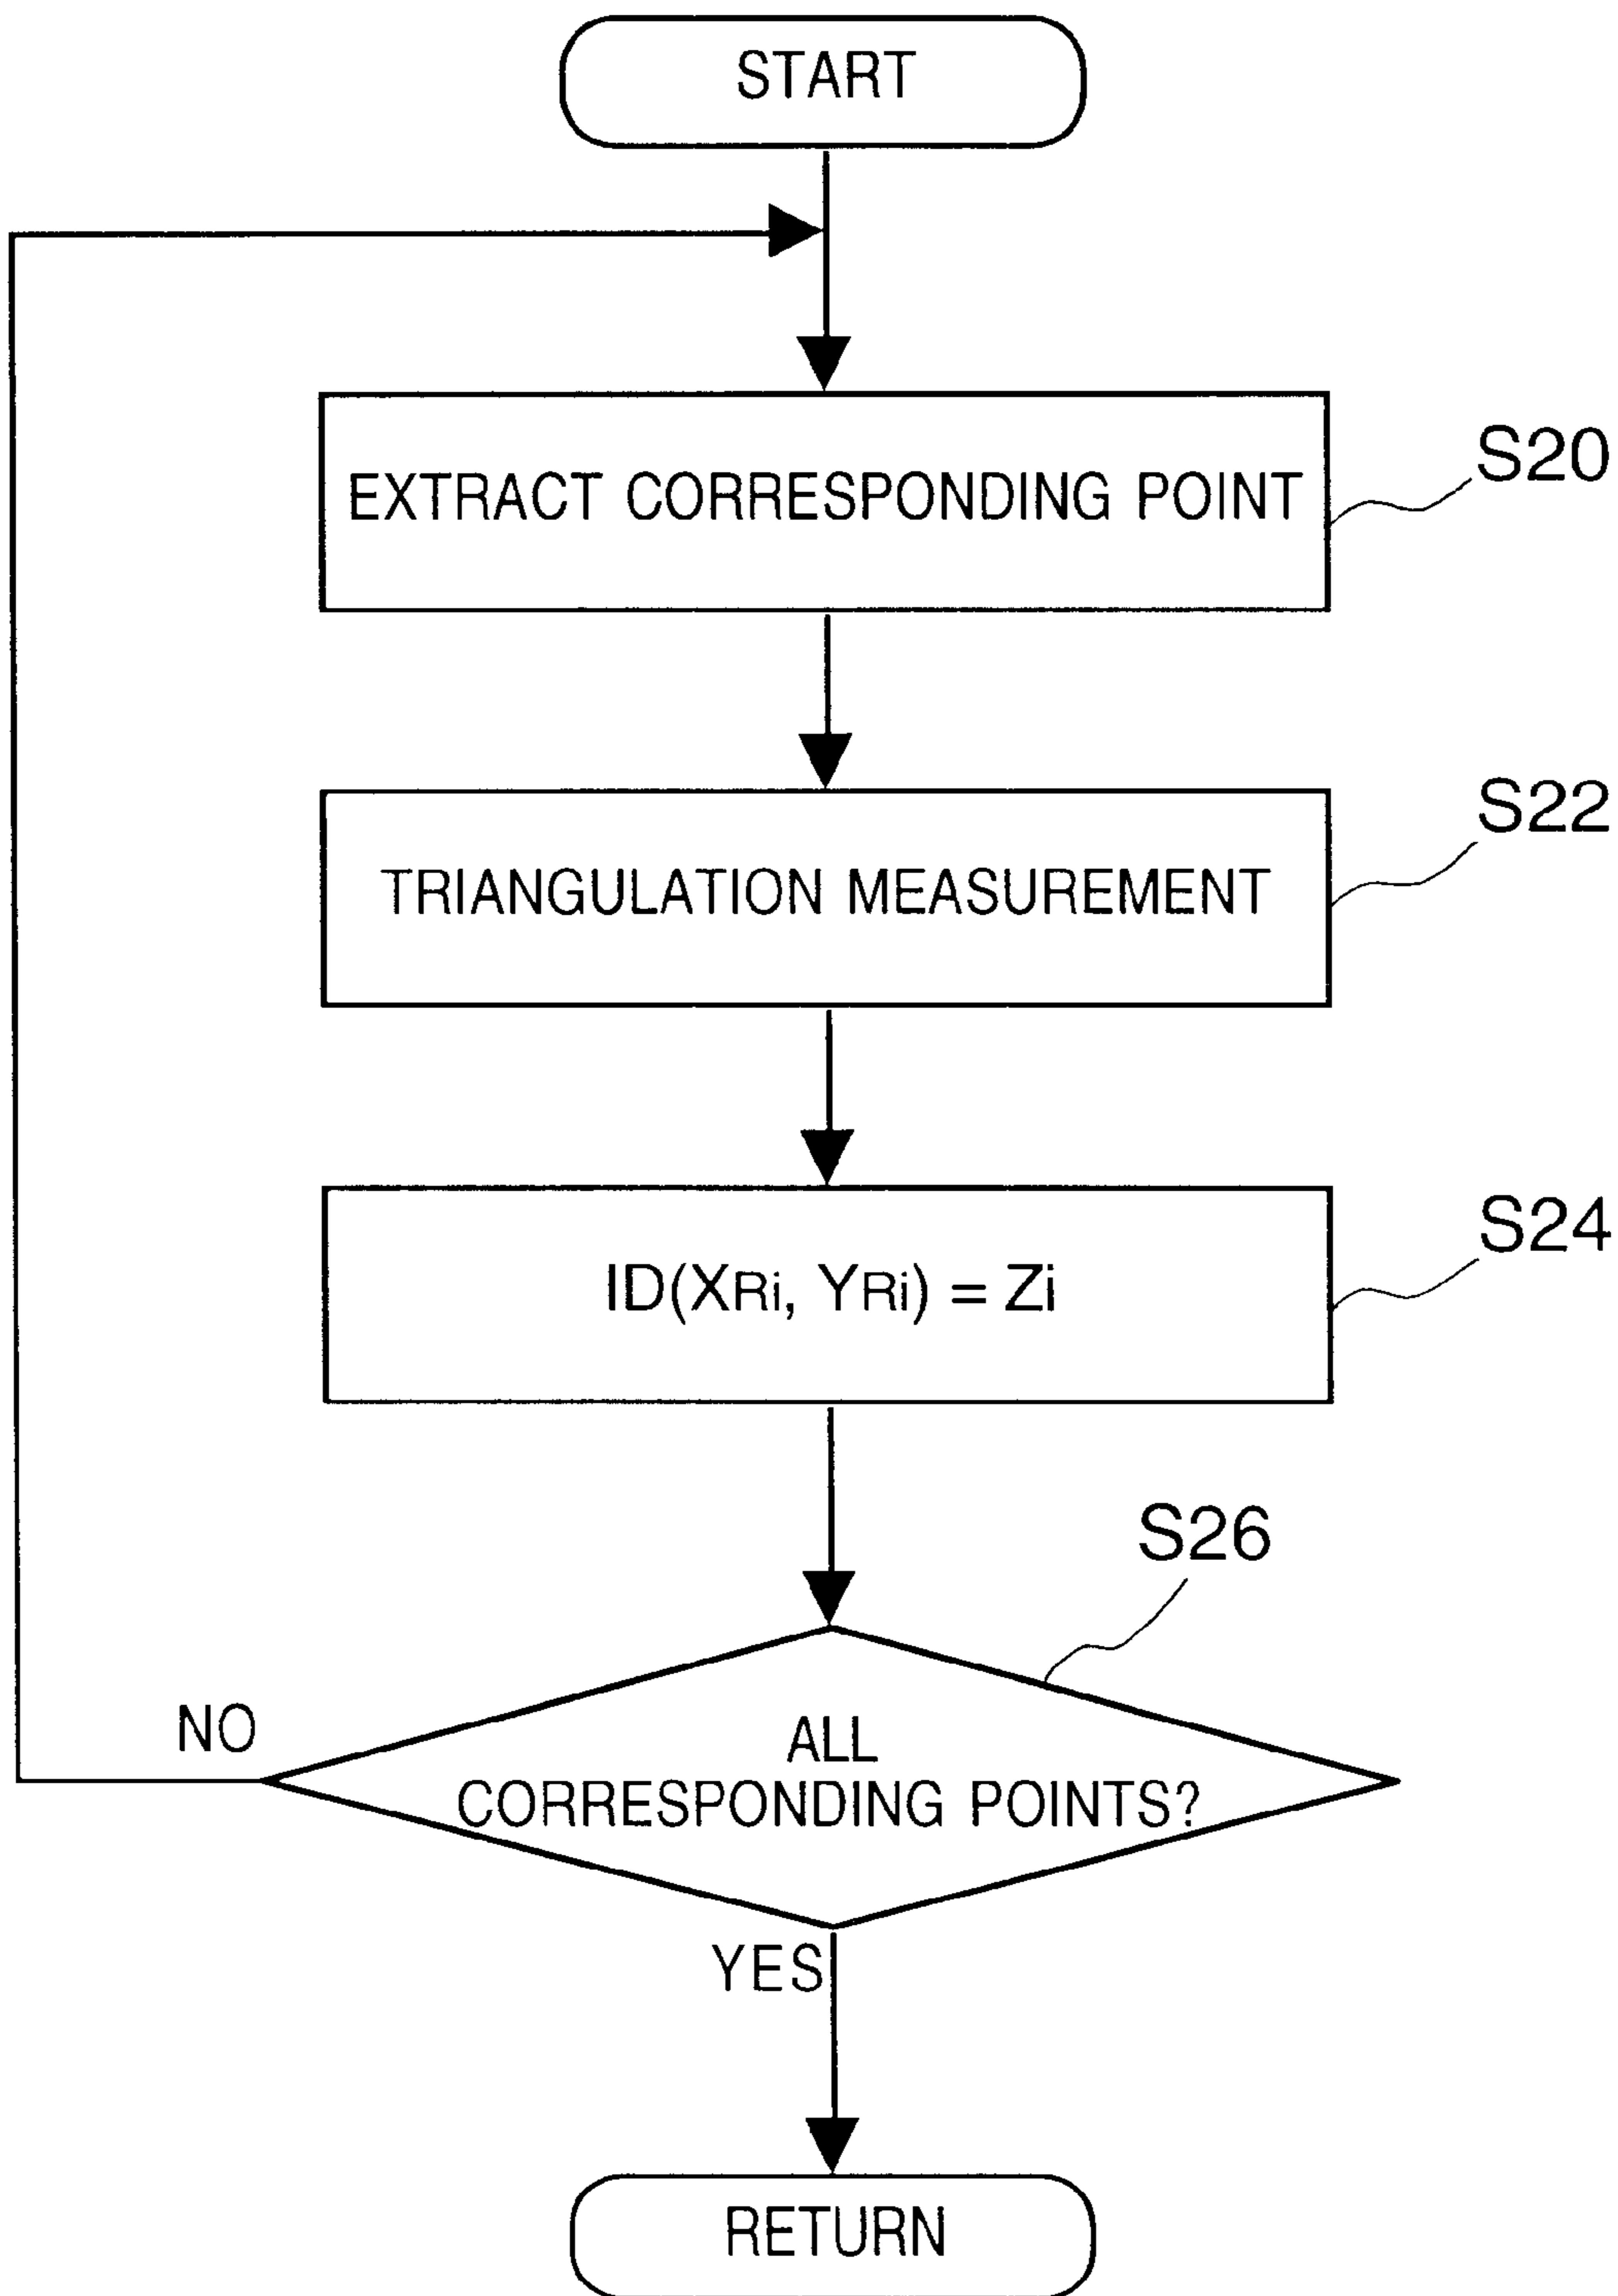 START
EXTRACT CORRESPONDING POINT
S20
TRIANGULATION MEASUREMENT
S22
ID(XRi, YRi) = Zi
S24
S26
NO
ALL
CORRESPONDING POINTS?
YES
RETURN